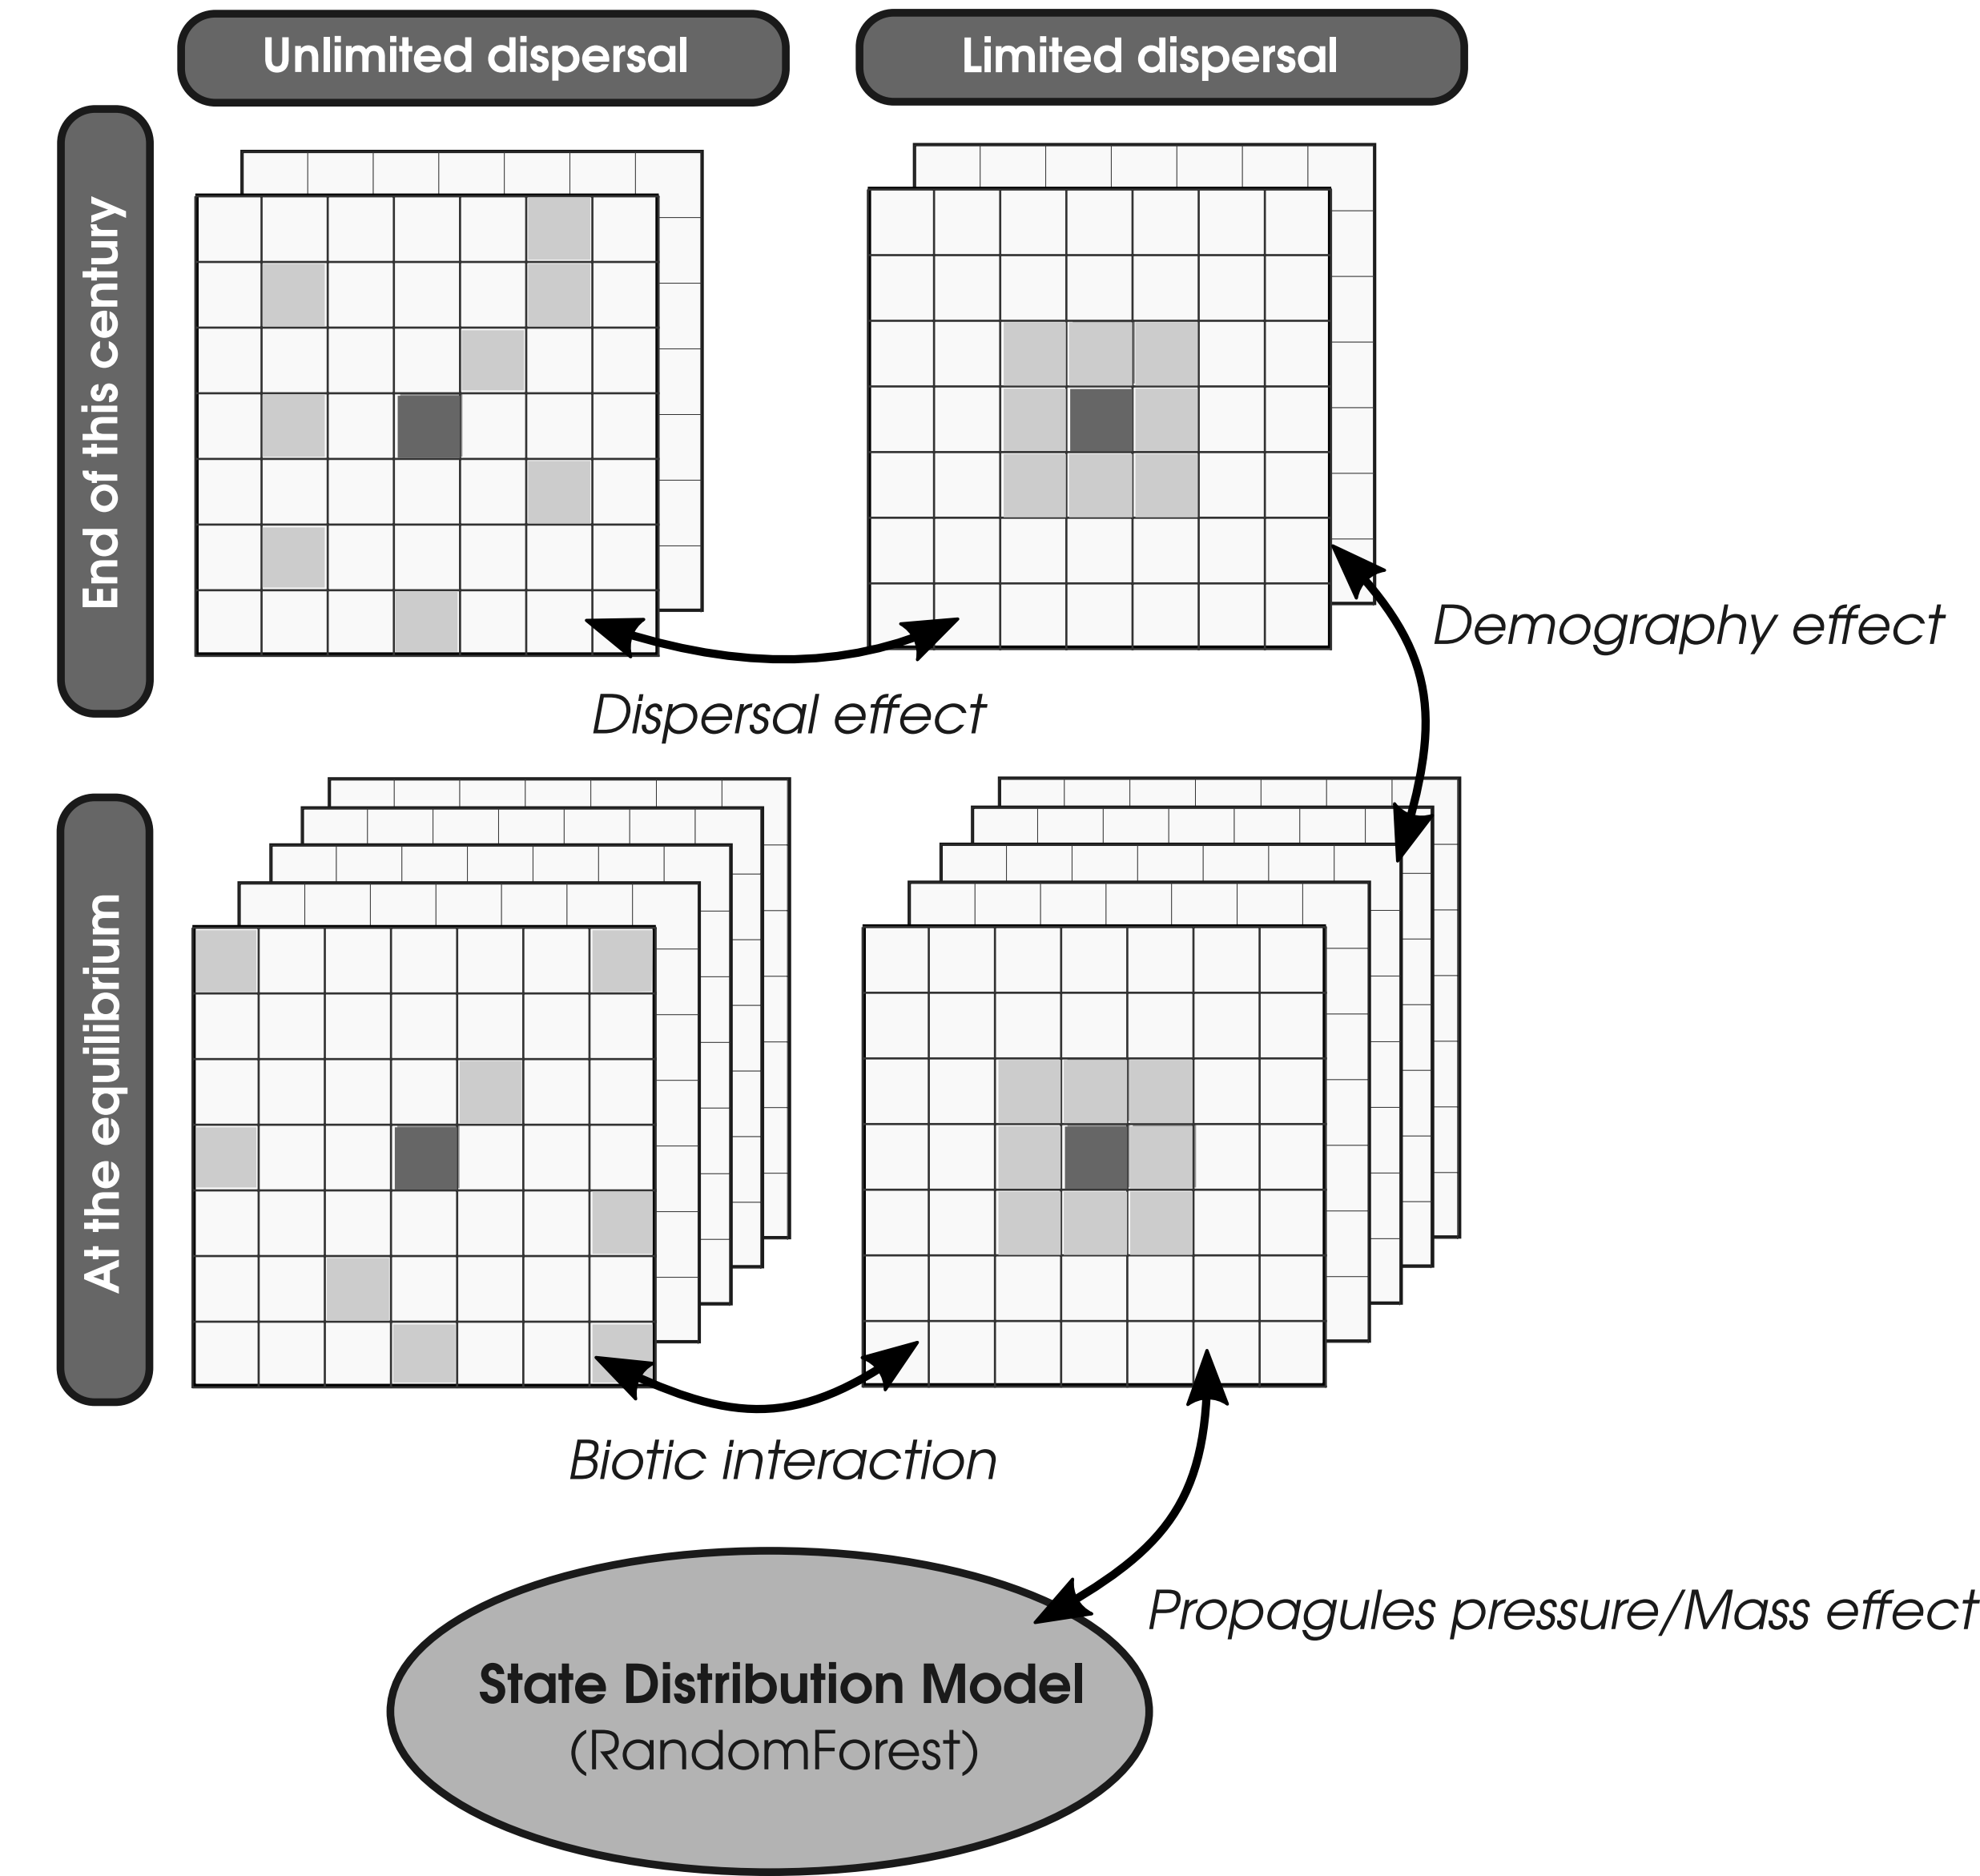 Unlimited dispersal
Limited dispersal
End of this century
Demography effect
Dispersal effect
At the equilibrium
Biotic interaction
Propagules pressure/Mass effect
State Distribution Model
(RandomForest)